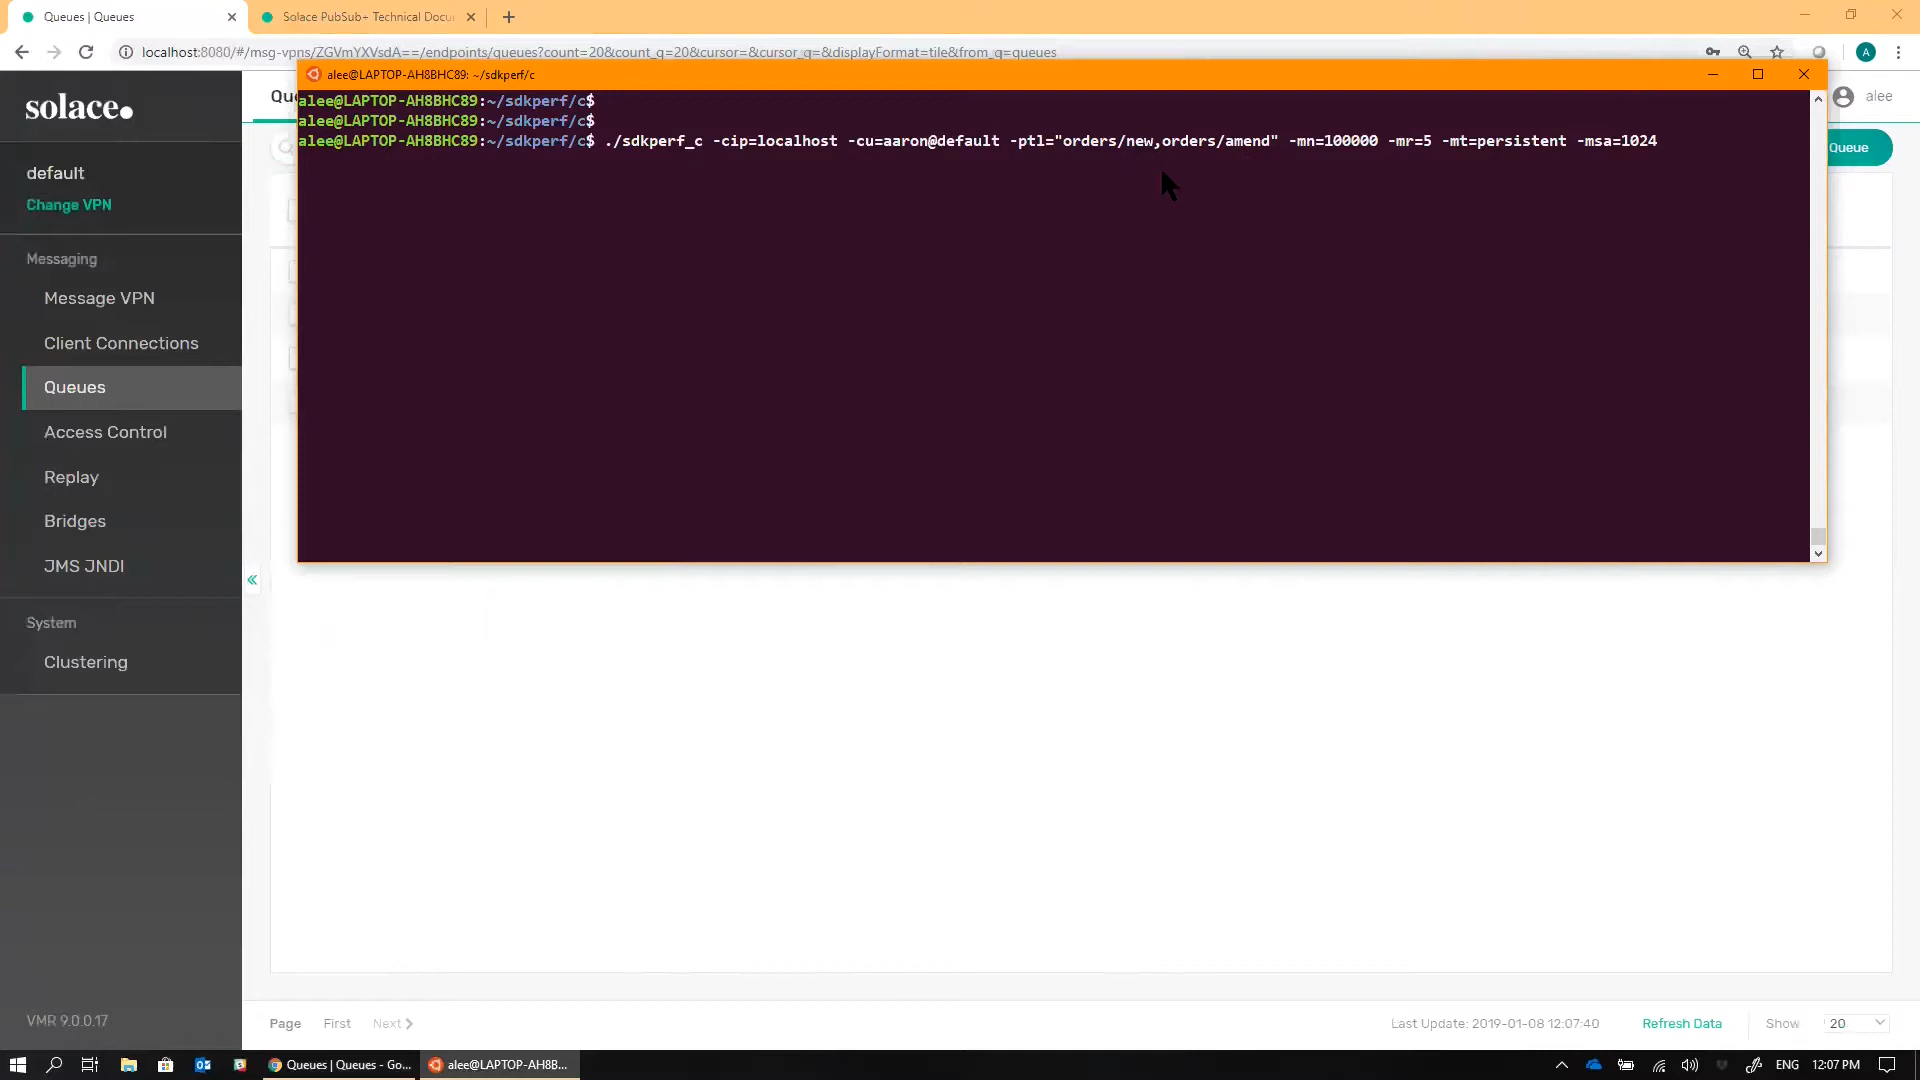 Queues | Queues
Solace PubSub+ Technical Docu
localhost:8080/#/msg-vpns/ZGVmYXVsdA==/endpoints/queues?count=20&count_q=20&cursor=&cursor_q=&displayFormat=tile&from_q=queues
A
alee@LAPTOP-AH8BHC89: ~/sdkperf/c
solace.
alee
alee@LAPTOP-AH8BHC89:~/sdkperf/c$
alee@LAPTOP-AH8BHC89:~/sdkperf/c$
alee@LAPTOP-AH8BHC89:~/sdkperf/c$ ./sdkperf_c -cip=localhost -cu=aaron@default -ptl="orders/new,orders/amend" -mn=100000 -mr=5 -mt=persistent -msa=1024
Queue
default
Change VPN
Messaging
Message VPN
Client Connections
Queues
Access Control
Replay
Bridges
JMS JNDI
System
Clustering
VMR 9.0.0.17
Page First Next
Last Update: 2019-01-08 12:07:40
Refresh Data
Show 20
Queues | Queues - Go...
alee@LAPTOP-AH8B...
ENG
12:07 PM